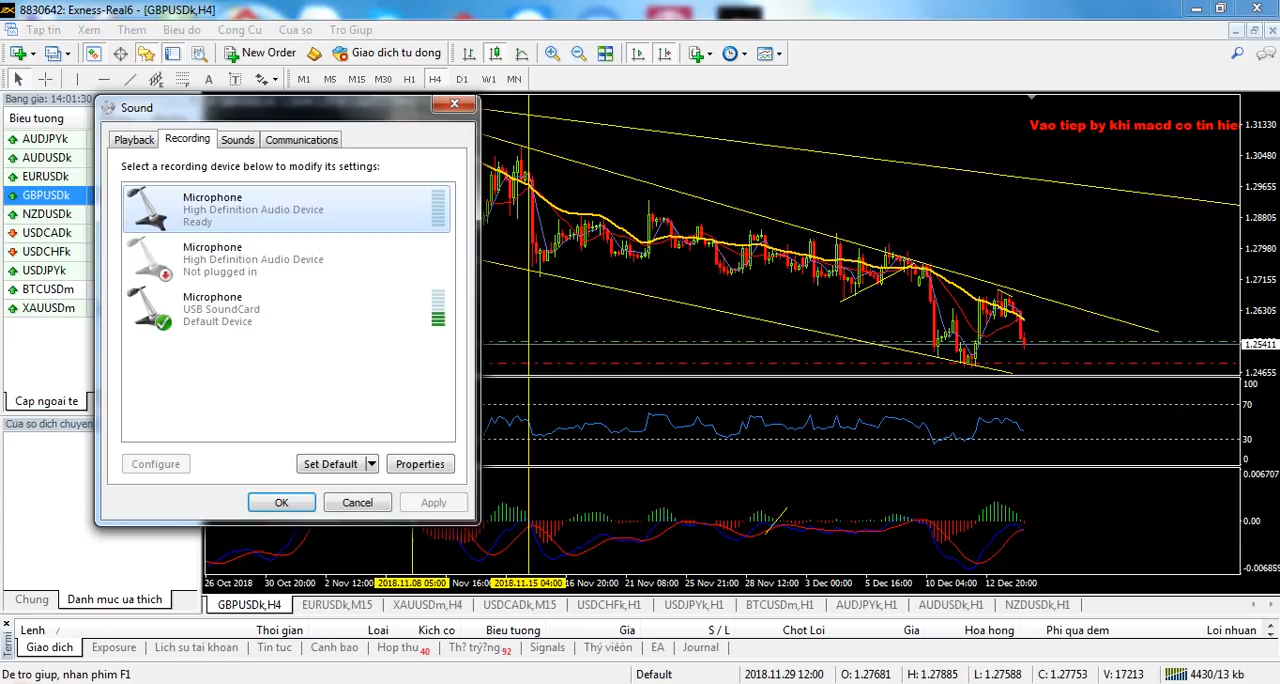 8830642: Exness-Real6 - [GBPUSDk,H4]
Tap tin Xem Them Bieu do Cong Cu Cua so Tro Giup
New Order Giao dich tu dong
A T M1 M5 M15 M30 H1 H4 D1 W1 MN
Bang gia: 14:01:30
Bieu tuong
AUDJPYk
AUDUSDk
EURUSDk
GBPUSDk
NZDUSDk
USDCADk
USDCHFk
USDJPYk
BTCUSDm
XAUUSDm
Cap ngoai te
Cua so dich chuyen
Chung Danh muc ua thich
Sound
Playback Recording Sounds Communications
Select a recording device below to modify its settings:
Microphone
High Definition Audio Device
Ready
Microphone
High Definition Audio Device
Not plugged in
Microphone
USB SoundCard
Default Device
Configure Set Default Properties
OK Cancel Apply
Vao tiep by khi macd co tin hie
1.31330
1.30480
1.29655
1.28805
1.27980
1.27155
1.26305
1.25411
1.24655
100
70
30
0
0.006707
0.00
-0.006855
26 Oct 2018 30 Oct 20:00 2 Nov 12:00 2018.11.08 05:00 Nov 16:00 2018.11.15 04:00 16 Nov 20:00 21 Nov 08:00 25 Nov 21:00 28 Nov 12:00 3 Dec 00:00 5 Dec 16:00 10 Dec 04:00 12 Dec 20:00
GBPUSDk,H4 EURUSDk,M15 XAUUSDm,H4 USDCADk,M15 USDCHFk,H1 USDJPYk,H1 BTCUSDm,H1 AUDJPYk,H1 AUDUSDk,H1 NZDUSDk,H1
Lenh / Thoi gian Loai Kich co Bieu tuong Gia S / L Chot Loi Gia Hoa hong Phi qua dem Loi nhuan
Termi
Giao dich Exposure Lich su tai khoan Tin tuc Canh bao Hop thu 40 Th? trý?ng 92 Signals Thý viên EA Journal
De tro giup, nhan phim F1 Default 2018.11.29 12:00 O: 1.27681 H: 1.27885 L: 1.27588 C: 1.27753 V: 17213 4430/13 kb